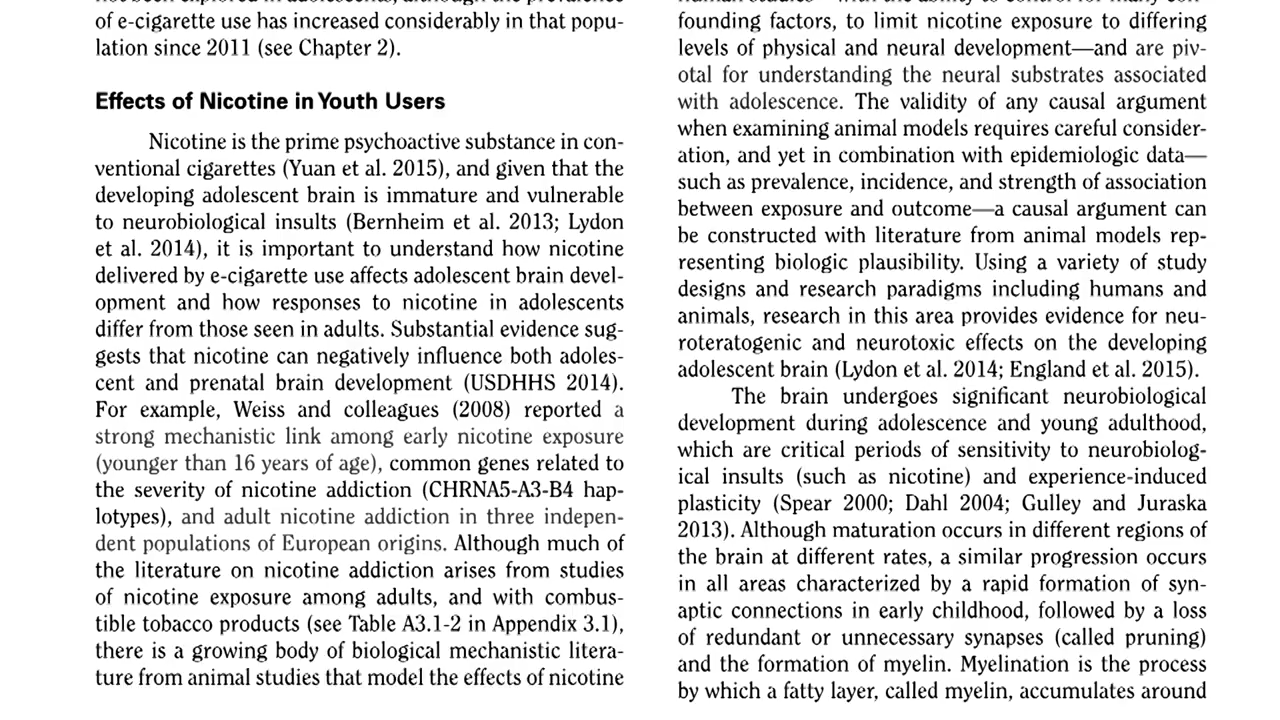 of e-cigarette use has increased considerably in that popu-
lation since 2011 (see Chapter 2).
Effects of Nicotine in Youth Users
Nicotine is the prime psychoactive substance in con-
ventional cigarettes (Yuan et al. 2015), and given that the
developing adolescent brain is immature and vulnerable
to neurobiological insults (Bernheim et al. 2013; Lydon
et al. 2014), it is important to understand how nicotine
delivered by e-cigarette use affects adolescent brain devel-
opment and how responses to nicotine in adolescents
differ from those seen in adults. Substantial evidence sug-
gests that nicotine can negatively influence both adoles-
cent and prenatal brain development (USDHHS 2014).
For example, Weiss and colleagues (2008) reported a
strong mechanistic link among early nicotine exposure
(younger than 16 years of age), common genes related to
the severity of nicotine addiction (CHRNA5-A3-B4 hap-
lotypes), and adult nicotine addiction in three indepen-
dent populations of European origins. Although much of
the literature on nicotine addiction arises from studies
of nicotine exposure among adults, and with combus-
tible tobacco products (see Table A3.1-2 in Appendix 3.1),
there is a growing body of biological mechanistic litera-
ture from animal studies that model the effects of nicotine
founding factors, to limit nicotine exposure to differing
levels of physical and neural development—and are piv-
otal for understanding the neural substrates associated
with adolescence. The validity of any causal argument
when examining animal models requires careful consider-
ation, and yet in combination with epidemiologic data—
such as prevalence, incidence, and strength of association
between exposure and outcome—a causal argument can
be constructed with literature from animal models rep-
resenting biologic plausibility. Using a variety of study
designs and research paradigms including humans and
animals, research in this area provides evidence for neu-
roteratogenic and neurotoxic effects on the developing
adolescent brain (Lydon et al. 2014; England et al. 2015).
The brain undergoes significant neurobiological
development during adolescence and young adulthood,
which are critical periods of sensitivity to neurobiolog-
ical insults (such as nicotine) and experience-induced
plasticity (Spear 2000; Dahl 2004; Gulley and Juraska
2013). Although maturation occurs in different regions of
the brain at different rates, a similar progression occurs
in all areas characterized by a rapid formation of syn-
aptic connections in early childhood, followed by a loss
of redundant or unnecessary synapses (called pruning)
and the formation of myelin. Myelination is the process
by which a fatty layer, called myelin, accumulates around